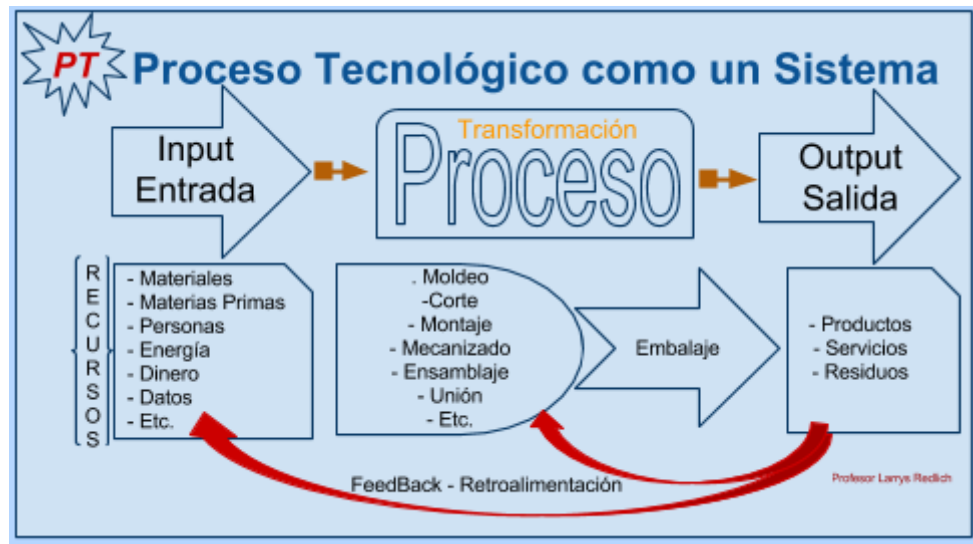 PT
Proceso Tecnológico como un Sistema
Input
Entrada
Transformación
Proceso
Output
Salida
RECURSOS
- Materiales
- Materias Primas
- Personas
- Energía
- Dinero
- Datos
- Etc.
. Moldeo
-Corte
- Montaje
- Mecanizado
- Ensamblaje
- Unión
- Etc.
Embalaje
- Productos
- Servicios
- Residuos
FeedBack - Retroalimentación
Profesor Larrys Redlich